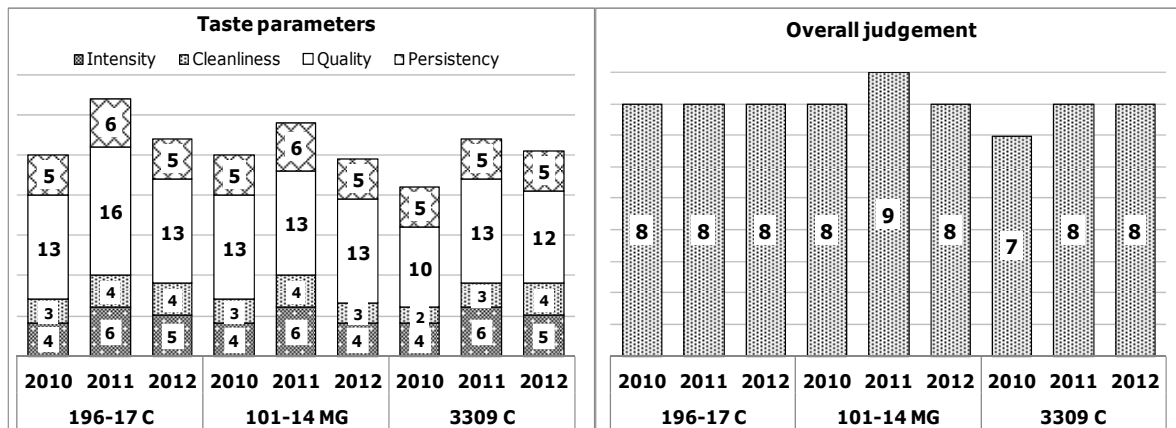 Taste parameters
Intensity Cleanliness Quality Persistency
5 6 5 5 6 5 5 5 5
13 16 13 13 13 13 10 13 12
3 4 4 3 4 3 2 3 4
4 6 5 4 6 4 4 6 5
2010 2011 2012 2010 2011 2012 2010 2011 2012
196-17 C 101-14 MG 3309 C
Overall judgement
8 8 8 8 9 8 7 8 8
2010 2011 2012 2010 2011 2012 2010 2011 2012
196-17 C 101-14 MG 3309 C